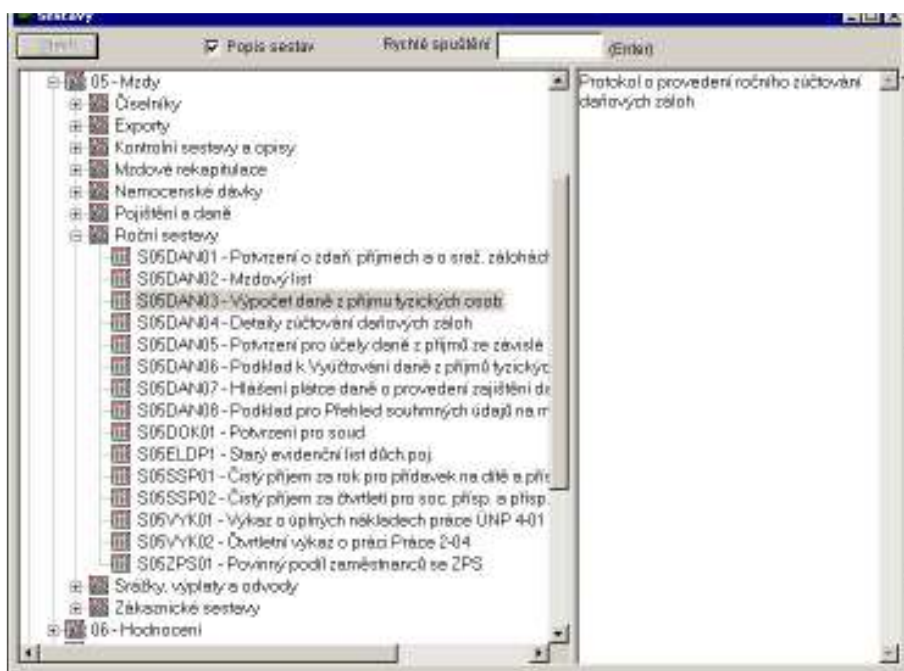 Sestavy
Popis sestav
Rychlé spuštění
(Enter)
05 - Mzdy
Číselníky
Exporty
Kontrolní sestavy a opisy
Mzdové rekapitulace
Nemocenské dávky
Pojištění a daně
Roční sestavy
S05DAN01 - Potvrzení o zdaň. příjmech a o sraž. zálohách
S05DAN02 - Mzdový list
S05DAN03 - Výpočet daně z příjmu fyzických osob
S05DAN04 - Detaily zúčtování daňových záloh
S05DAN05 - Potvrzení pro účely daně z příjmů ze závislé
S05DAN06 - Podklad k Vyúčtování daně z příjmů fyzickýc
S05DAN07 - Hlášení plátce daně o provedení zajištění da
S05DAN08 - Podklad pro Přehled souhrnných údajů na m
S05DOK01 - Potvrzení pro soud
S05ELDP1 - Starý evidenční list důch.poj.
S05SSP01 - Čistý příjem za rok pro přídavek na dítě a přís
S05SSP02 - Čistý příjem za čtvrtletí pro soc. přísp. a přísp.
S05VYK01 - Výkaz o úplných nákladech práce ÚNP 4-01
S05VYK02 - Čtvrtletní výkaz o práci Práce 2-04
S05ZPS01 - Povinný podíl zaměstnanců se ZPS
Srážky, výplaty a odvody
Zákaznické sestavy
06 - Hodnocení
Protokol o provedení ročního zúčtování
daňových záloh